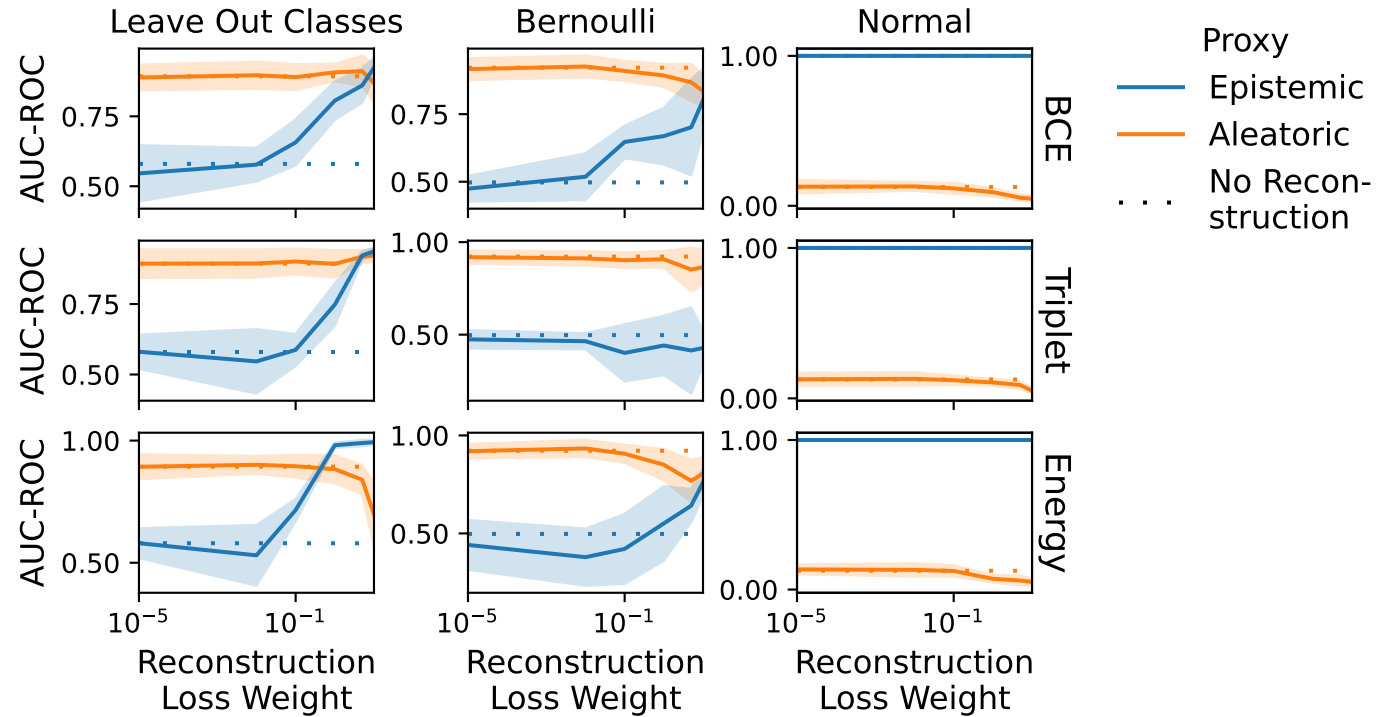 Leave Out Classes
Bernoulli
Normal
Proxy
Epistemic
Aleatoric
No Recon-
struction
AUC-ROC
0.75
0.50
0.75
0.50
1.00
0.00
BCE
AUC-ROC
0.75
0.50
1.00
0.50
1.00
0.00
Triplet
AUC-ROC
1.00
0.50
1.00
0.50
1.00
0.00
Energy
10⁻⁵ 10⁻¹
10⁻⁵ 10⁻¹
10⁻⁵ 10⁻¹
Reconstruction
Loss Weight
Reconstruction
Loss Weight
Reconstruction
Loss Weight